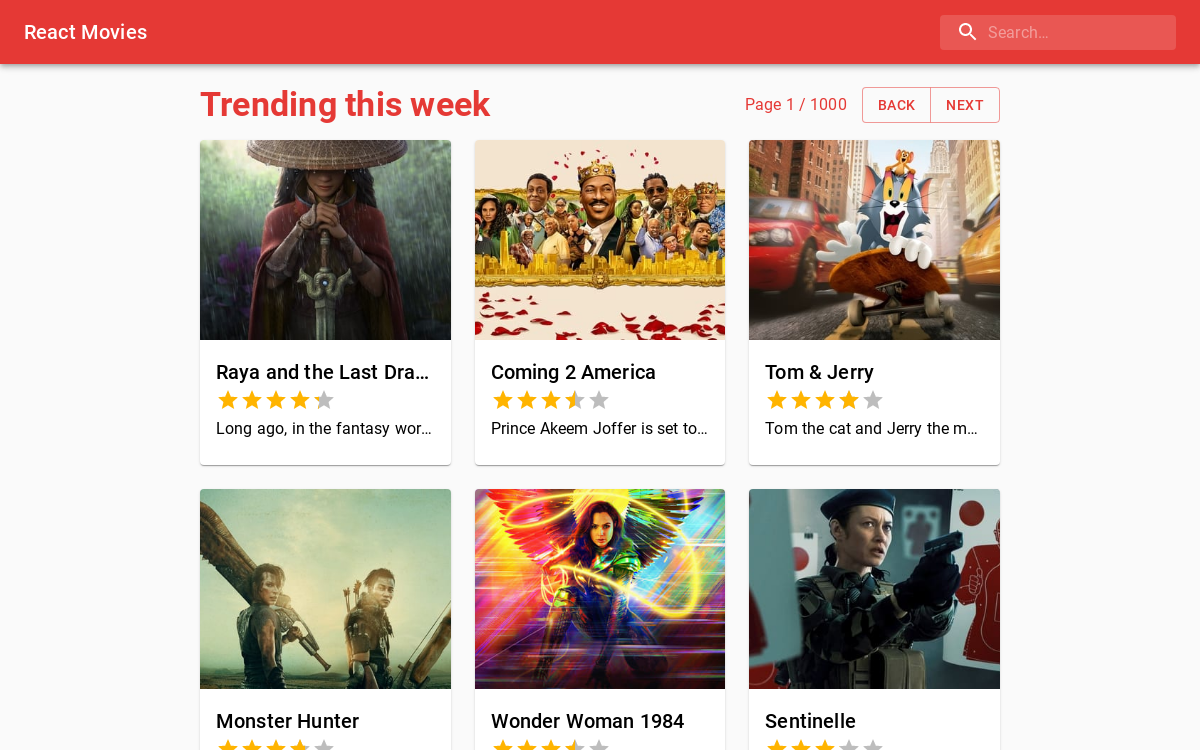 React Movies
Search…
Trending this week
Page 1 / 1000
BACK
NEXT
Raya and the Last Dra…
Long ago, in the fantasy wor…
Coming 2 America
Prince Akeem Joffer is set to…
Tom & Jerry
Tom the cat and Jerry the m…
Monster Hunter
Wonder Woman 1984
Sentinelle